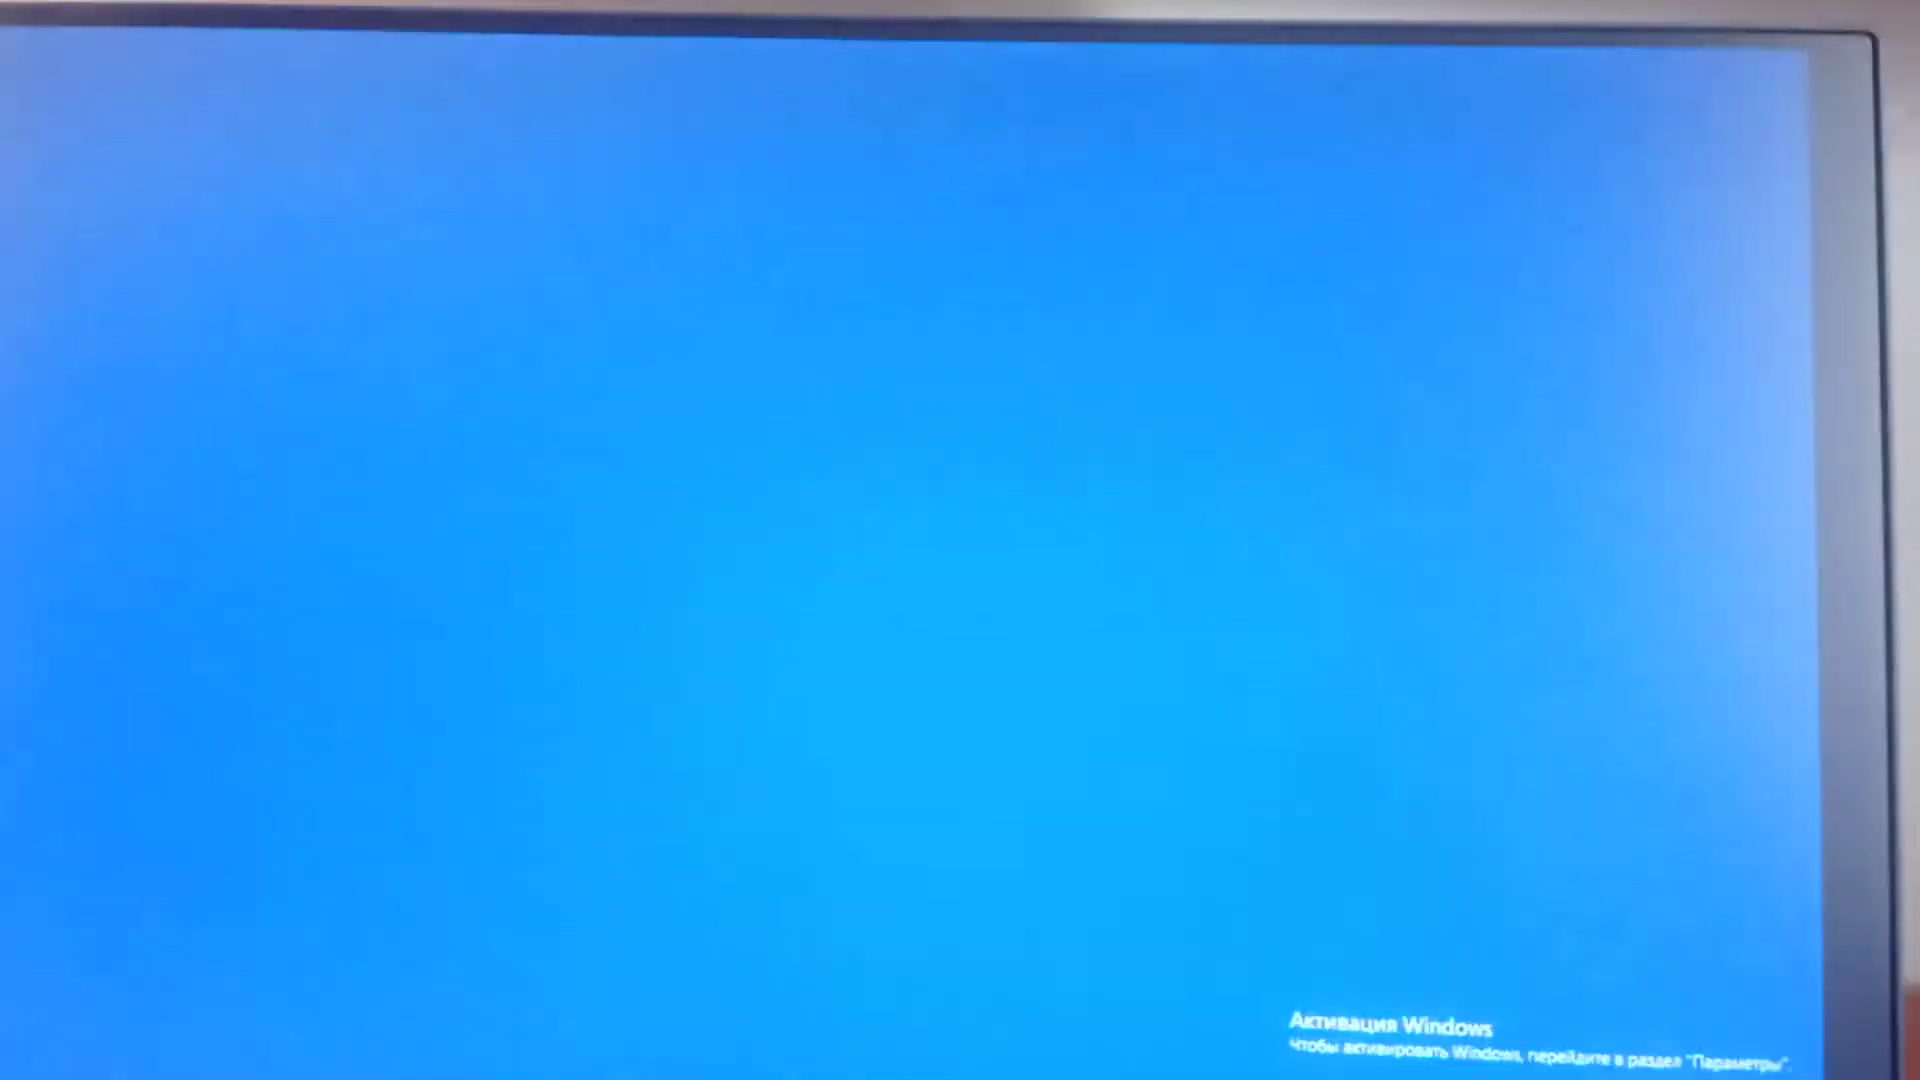 Активация Windows
Чтобы активировать Windows, перейдите в раздел "Параметры".